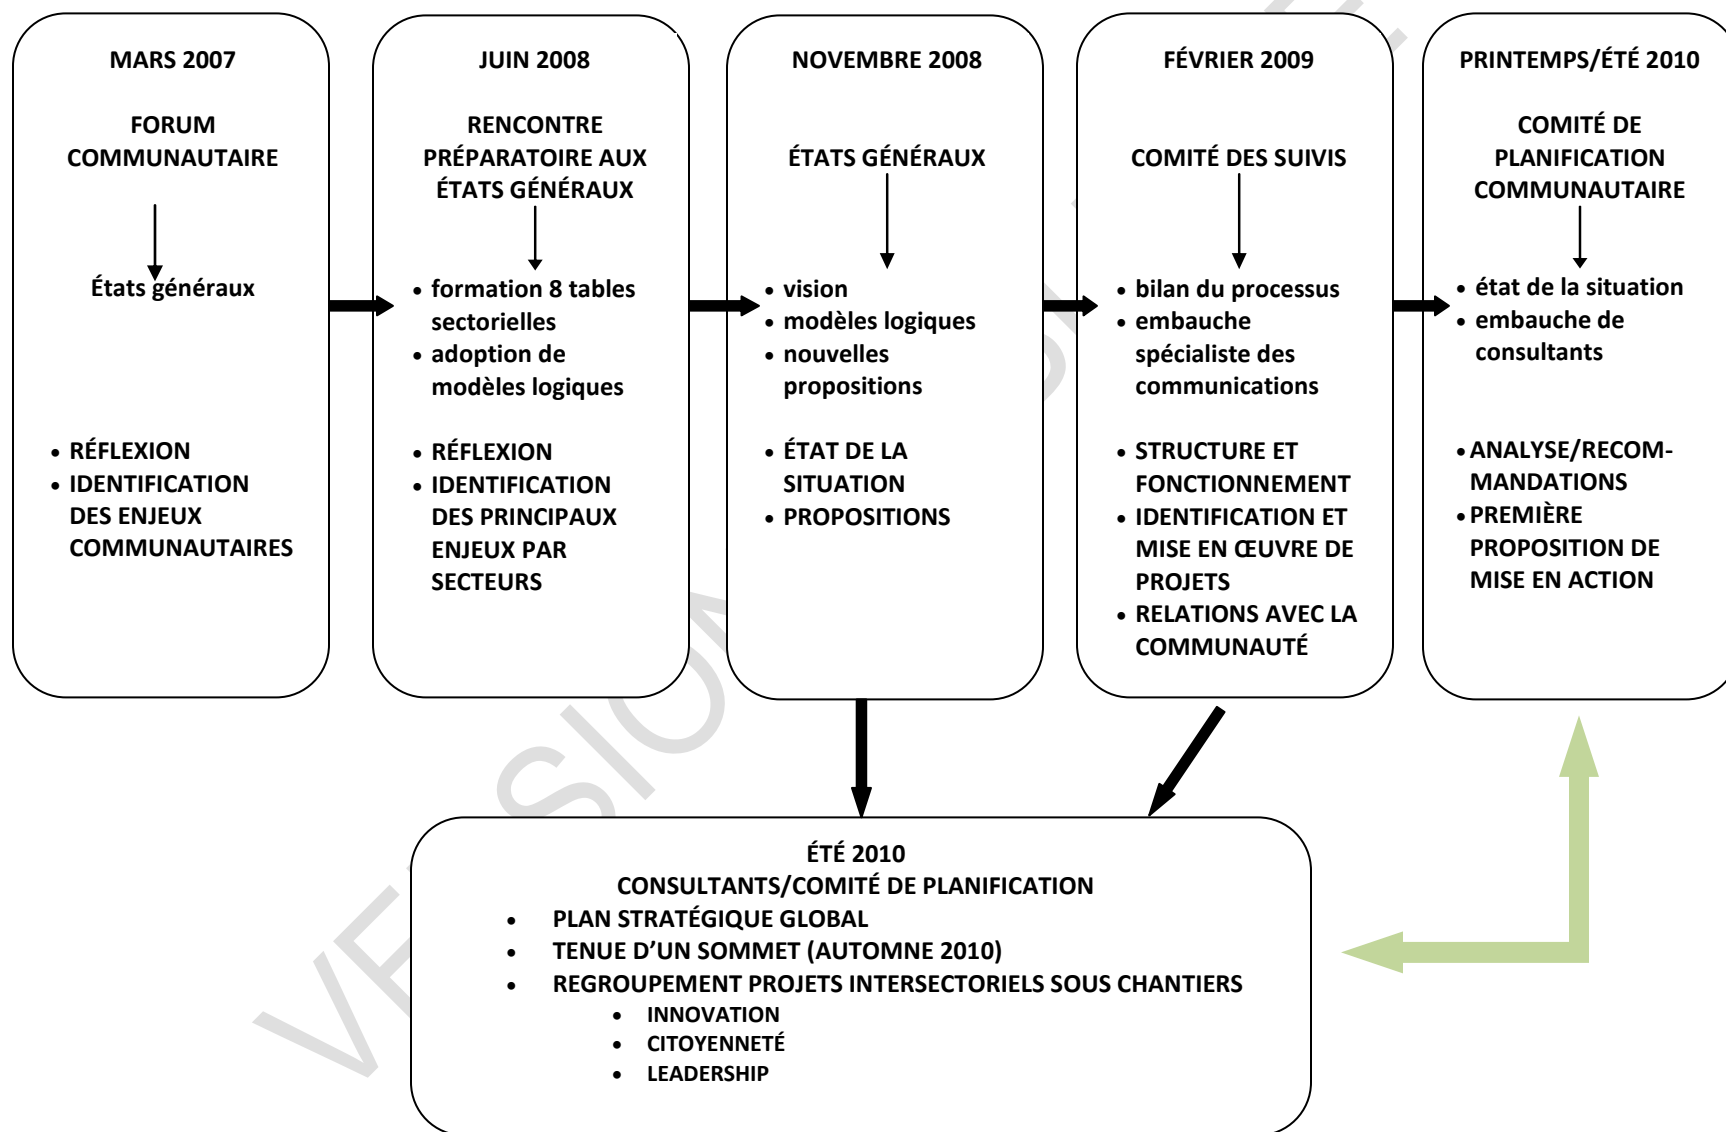 MARS 2007
FORUM
COMMUNAUTAIRE
États généraux
• RÉFLEXION
• IDENTIFICATION
DES ENJEUX
COMMUNAUTAIRES
JUIN 2008
RENCONTRE
PRÉPARATOIRE AUX
ÉTATS GÉNÉRAUX
• formation 8 tables
sectorielles
• adoption de
modèles logiques
• RÉFLEXION
• IDENTIFICATION
DES PRINCIPAUX
ENJEUX PAR
SECTEURS
NOVEMBRE 2008
ÉTATS GÉNÉRAUX
• vision
• modèles logiques
• nouvelles
propositions
• ÉTAT DE LA
SITUATION
• PROPOSITIONS
FÉVRIER 2009
COMITÉ DES SUIVIS
• bilan du processus
• embauche
spécialiste des
communications
• STRUCTURE ET
FONCTIONNEMENT
• IDENTIFICATION ET
MISE EN ŒUVRE DE
PROJETS
• RELATIONS AVEC LA
COMMUNAUTÉ
PRINTEMPS/ÉTÉ 2010
COMITÉ DE
PLANIFICATION
COMMUNAUTAIRE
• état de la situation
• embauche de
consultants
• ANALYSE/RECOM-
MANDATIONS
• PREMIÈRE
PROPOSITION DE
MISE EN ACTION
ÉTÉ 2010
CONSULTANTS/COMITÉ DE PLANIFICATION
• PLAN STRATÉGIQUE GLOBAL
• TENUE D'UN SOMMET (AUTOMNE 2010)
• REGROUPEMENT PROJETS INTERSECTORIELS SOUS CHANTIERS
• INNOVATION
• CITOYENNETÉ
• LEADERSHIP